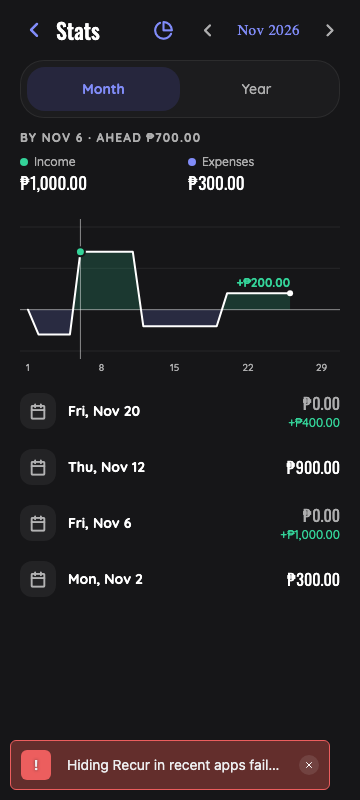 Stats
Nov 2026
Month
Year
BY NOV 6 · AHEAD ₱700.00
Income
Expenses
₱1,000.00
₱300.00
+₱200.00
1
8
15
22
29
Fri, Nov 20
₱0.00
+₱400.00
Thu, Nov 12
₱900.00
Fri, Nov 6
₱0.00
+₱1,000.00
Mon, Nov 2
₱300.00
!
Hiding Recur in recent apps fail...